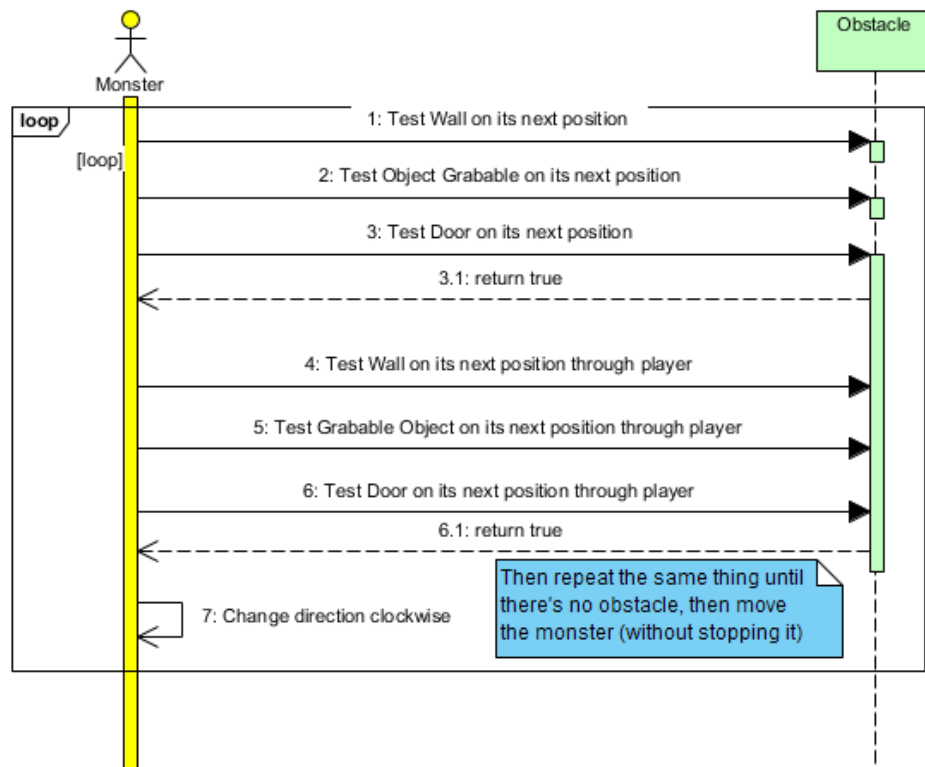 Obstacle
Monster
loop
1: Test Wall on its next position
[loop]
2: Test Object Grabable on its next position
3: Test Door on its next position
3.1: return true
4: Test Wall on its next position through player
5: Test Grabable Object on its next position through player
6: Test Door on its next position through player
6.1: return true
Then repeat the same thing until
there's no obstacle, then move
the monster (without stopping it)
7: Change direction clockwise